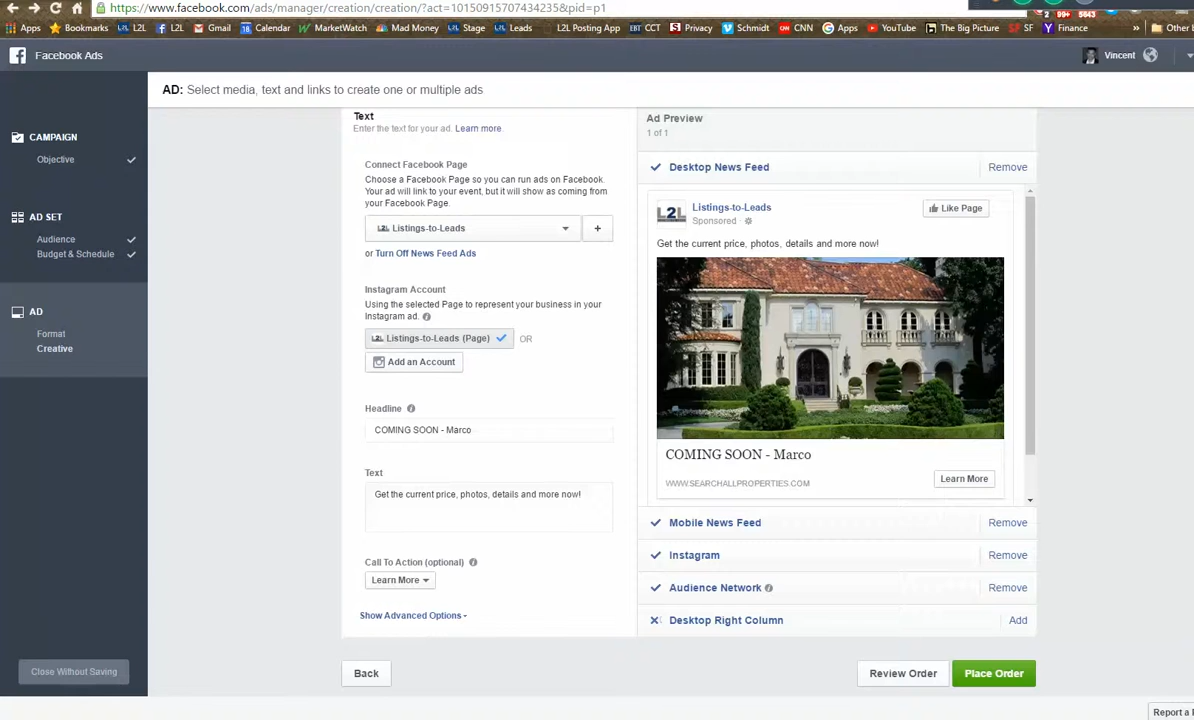 https://www.facebook.com/ads/manager/creation/creation/?act=10150915707434235&pid=p1
Apps Bookmarks L2L L2L Gmail 18 Calendar MarketWatch Mad Money Stage Leads L2L Posting App EBT CCT S Privacy Schmidt CNN Apps YouTube The Big Picture SF SF Finance » Other
2 99+ 5643
Facebook Ads
Vincent
AD: Select media, text and links to create one or multiple ads
CAMPAIGN
Objective
AD SET
Audience
Budget & Schedule
AD
Format
Creative
Close Without Saving
Text
Enter the text for your ad. Learn more.
Connect Facebook Page
Choose a Facebook Page so you can run ads on Facebook.
Your ad will link to your event, but it will show as coming
from your Facebook Page.
L2L Listings-to-Leads
+
or Turn Off News Feed Ads
Instagram Account
Using the selected Page to represent your business in your
Instagram ad.
L2L Listings-to-Leads (Page) OR
Add an Account
Headline
COMING SOON - Marco
Text
Get the current price, photos, details and more now!
Call To Action (optional)
Learn More
Show Advanced Options
Back
Ad Preview
1 of 1
Desktop News Feed Remove
L2L
Listings-to-Leads
Sponsored ·
Like Page
Get the current price, photos, details and more now!
COMING SOON - Marco
WWW.SEARCHALLPROPERTIES.COM
Learn More
Mobile News Feed Remove
Instagram Remove
Audience Network Remove
Desktop Right Column Add
Review Order
Place Order
Report a